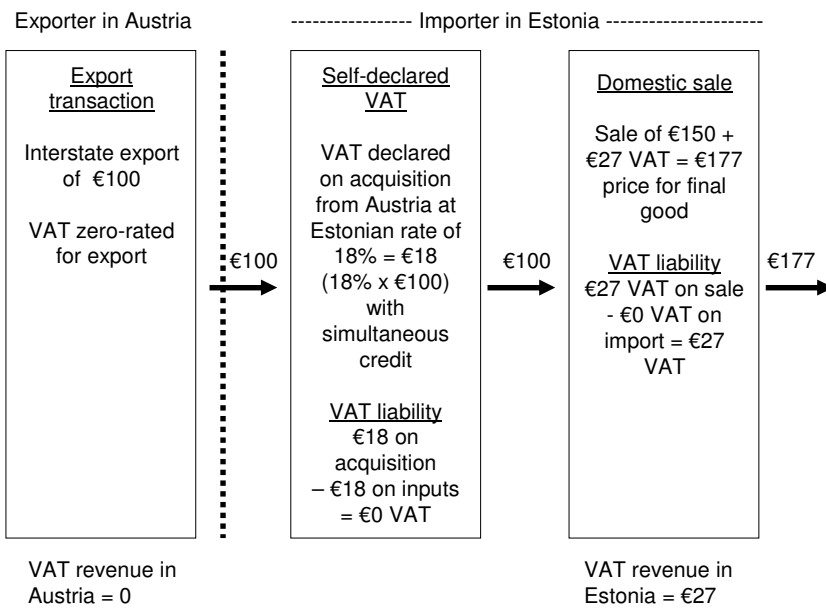 Exporter in Austria
----------------- Importer in Estonia ----------------------
Export
transaction
Interstate export
of €100
VAT zero-rated
for export
€100
Self-declared
VAT
VAT declared
on acquisition
from Austria at
Estonian rate of
18% = €18
(18% x €100)
with
simultaneous
credit
VAT liability
€18 on
acquisition
– €18 on inputs
= €0 VAT
€100
Domestic sale
Sale of €150 +
€27 VAT = €177
price for final
good
VAT liability
€27 VAT on sale
- €0 VAT on
import = €27
VAT
€177
VAT revenue in
Austria = 0
VAT revenue in
Estonia = €27